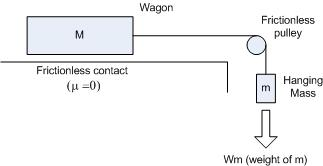 Wagon
Frictionless
pulley
M
Frictionless contact
(μ =0)
m
Hanging
Mass
Wm (weight of m)